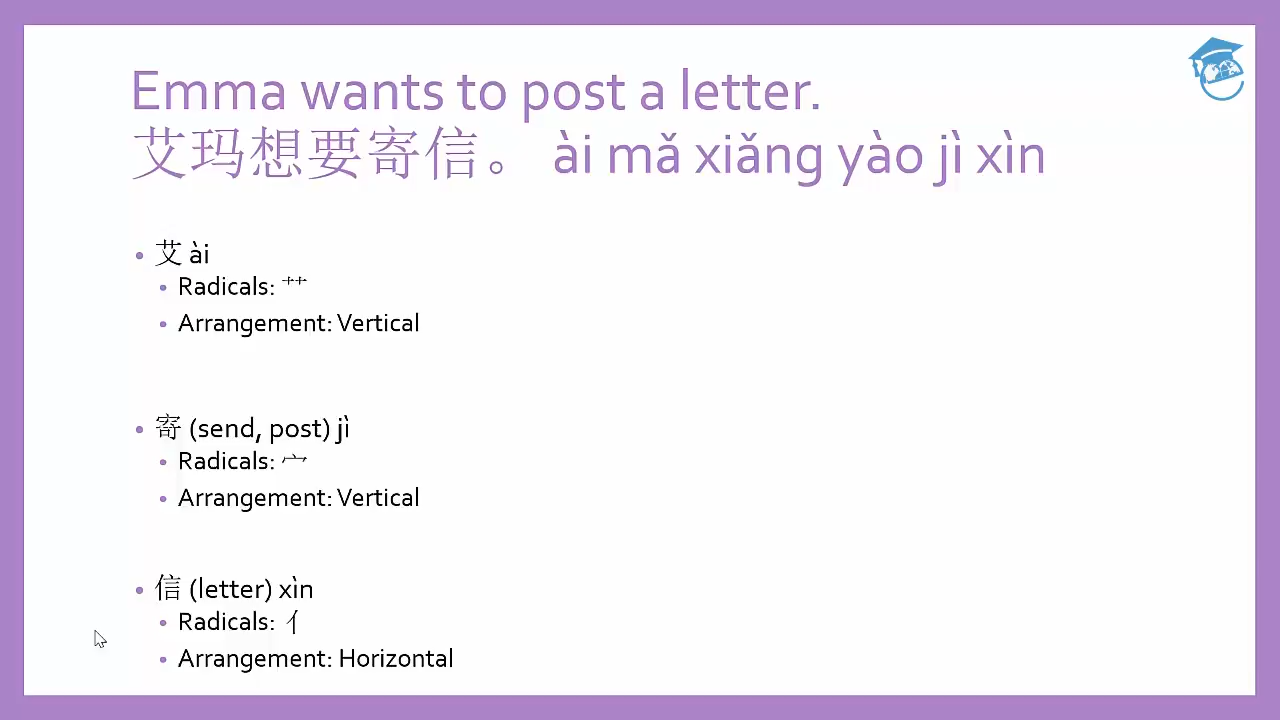 Emma wants to post a letter.
艾玛想要寄信。 ài mǎ xiǎng yào jì xìn
• 艾 ài
• Radicals: 艹
• Arrangement: Vertical
• 寄 (send, post) jì
• Radicals: 宀
• Arrangement: Vertical
• 信 (letter) xìn
• Radicals: 亻
• Arrangement: Horizontal